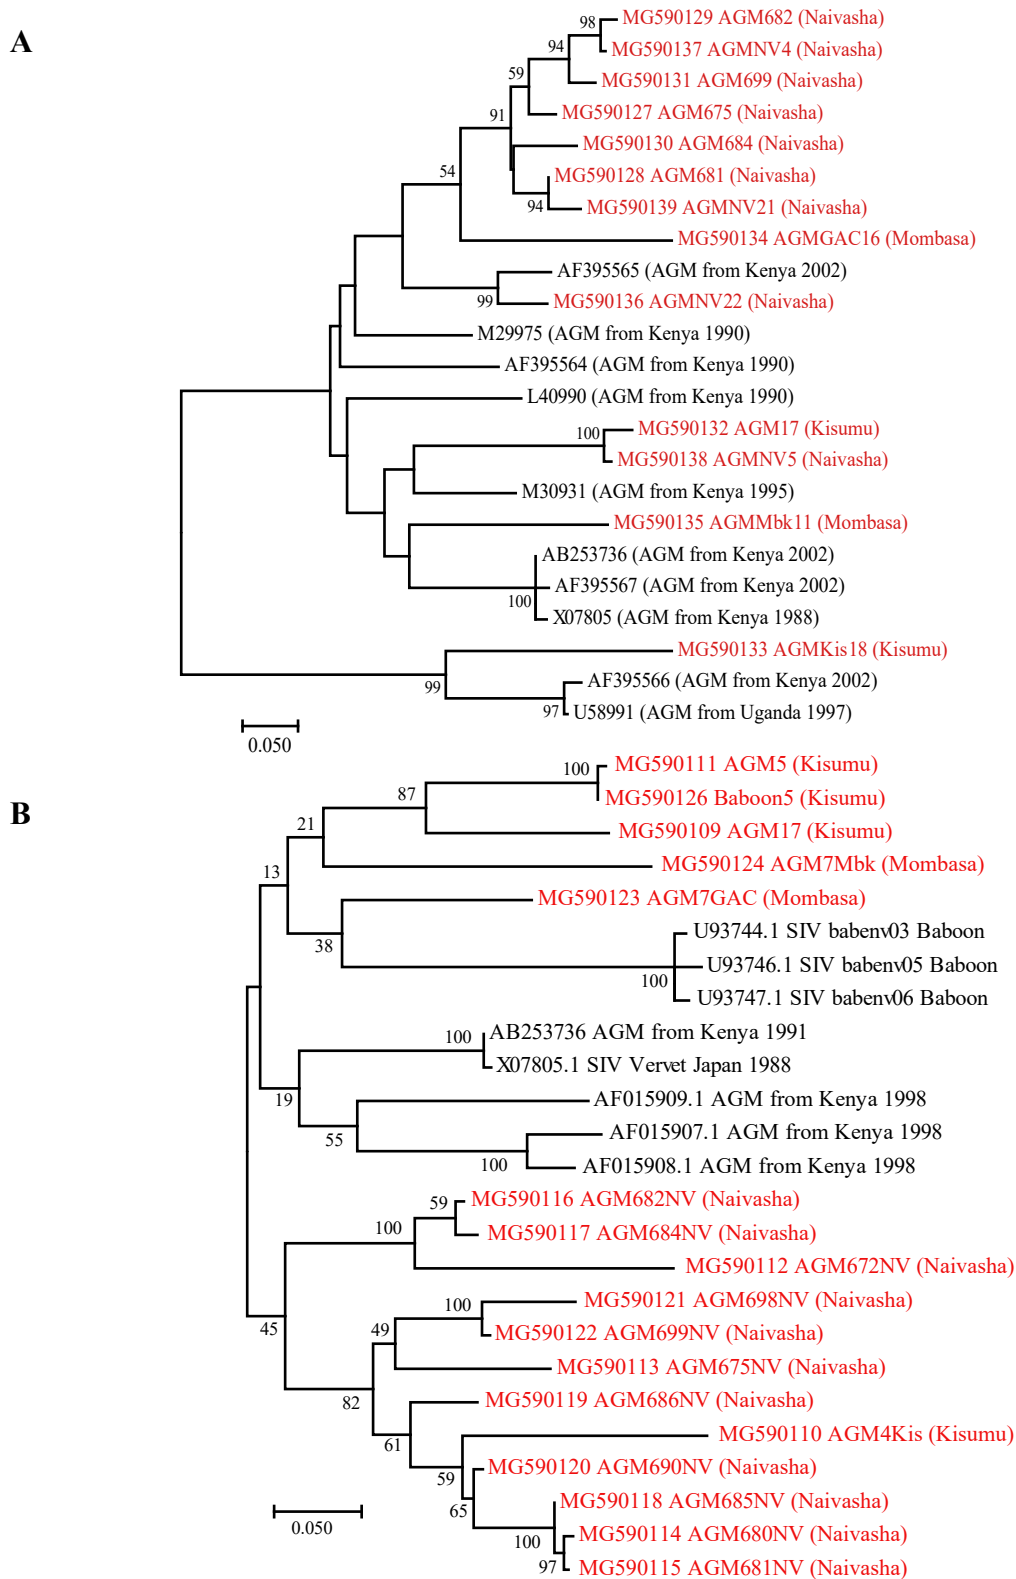 A
98
MG590129 AGM682 (Naivasha)
94
MG590137 AGMNV4 (Naivasha)
59
MG590131 AGM699 (Naivasha)
91
MG590127 AGM675 (Naivasha)
MG590130 AGM684 (Naivasha)
54
MG590128 AGM681 (Naivasha)
94
MG590139 AGMNV21 (Naivasha)
MG590134 AGMGAC16 (Mombasa)
AF395565 (AGM from Kenya 2002)
99
MG590136 AGMNV22 (Naivasha)
M29975 (AGM from Kenya 1990)
AF395564 (AGM from Kenya 1990)
L40990 (AGM from Kenya 1990)
100
MG590132 AGM17 (Kisumu)
MG590138 AGMNV5 (Naivasha)
M30931 (AGM from Kenya 1995)
MG590135 AGMMbk11 (Mombasa)
AB253736 (AGM from Kenya 2002)
AF395567 (AGM from Kenya 2002)
100
X07805 (AGM from Kenya 1988)
MG590133 AGMKis18 (Kisumu)
99
AF395566 (AGM from Kenya 2002)
97
U58991 (AGM from Uganda 1997)
0.050
B
100
MG590111 AGM5 (Kisumu)
87
MG590126 Baboon5 (Kisumu)
21
MG590109 AGM17 (Kisumu)
13
MG590124 AGM7Mbk (Mombasa)
MG590123 AGM7GAC (Mombasa)
38
U93744.1 SIV babenv03 Baboon
U93746.1 SIV babenv05 Baboon
100
U93747.1 SIV babenv06 Baboon
100
AB253736 AGM from Kenya 1991
X07805.1 SIV Vervet Japan 1988
19
AF015909.1 AGM from Kenya 1998
55
AF015907.1 AGM from Kenya 1998
100
AF015908.1 AGM from Kenya 1998
59
MG590116 AGM682NV (Naivasha)
100
MG590117 AGM684NV (Naivasha)
MG590112 AGM672NV (Naivasha)
45
100
MG590121 AGM698NV (Naivasha)
49
MG590122 AGM699NV (Naivasha)
MG590113 AGM675NV (Naivasha)
82
MG590119 AGM686NV (Naivasha)
61
MG590110 AGM4Kis (Kisumu)
59
MG590120 AGM690NV (Naivasha)
65
MG590118 AGM685NV (Naivasha)
100
MG590114 AGM680NV (Naivasha)
97
MG590115 AGM681NV (Naivasha)
0.050